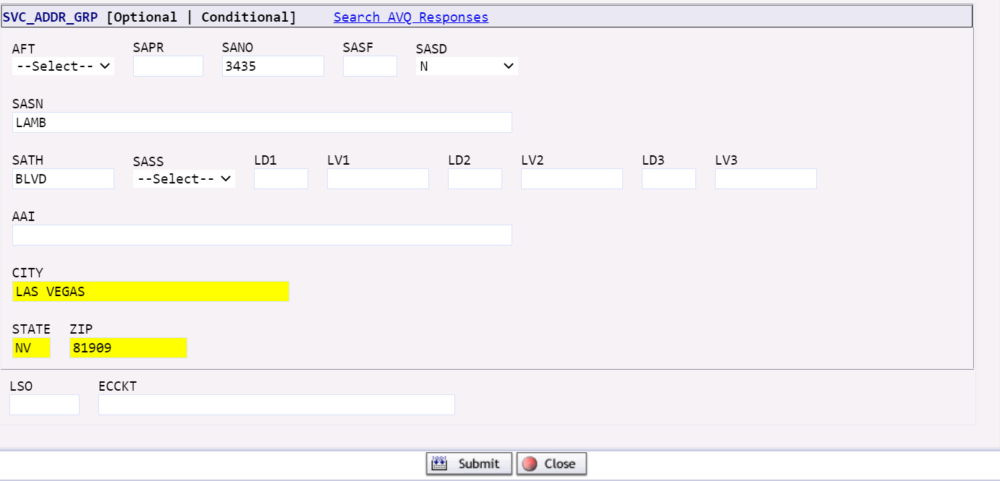 SVC_ADDR_GRP [Optional | Conditional] Search AVQ Responses
AFT SAPR SANO SASF SASD
--Select-- 3435 N
SASN
LAMB
SATH SASS LD1 LV1 LD2 LV2 LD3 LV3
BLVD --Select--
AAI
CITY
LAS VEGAS
STATE ZIP
NV 81909
LSO ECCKT
Submit Close